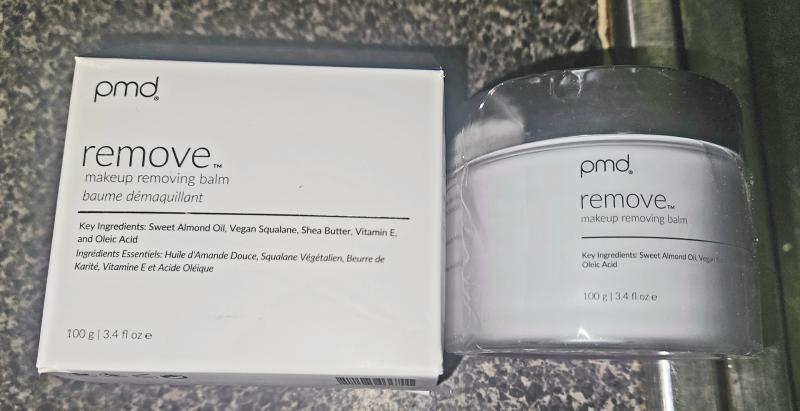 pmd®
remove™
makeup removing balm
baume démaquillant
Key Ingredients: Sweet Almond Oil, Vegan Squalane, Shea Butter, Vitamin E,
and Oleic Acid
Ingrédients Essentiels: Huile d'Amande Douce, Squalane Végétalien, Beurre de
Karité, Vitamine E et Acide Oléique
100 g | 3.4 fl oz e
pmd®
remove™
makeup removing balm
Key Ingredients: Sweet Almond Oil, Vegan
Oleic Acid
100 g | 3.4 fl oz e